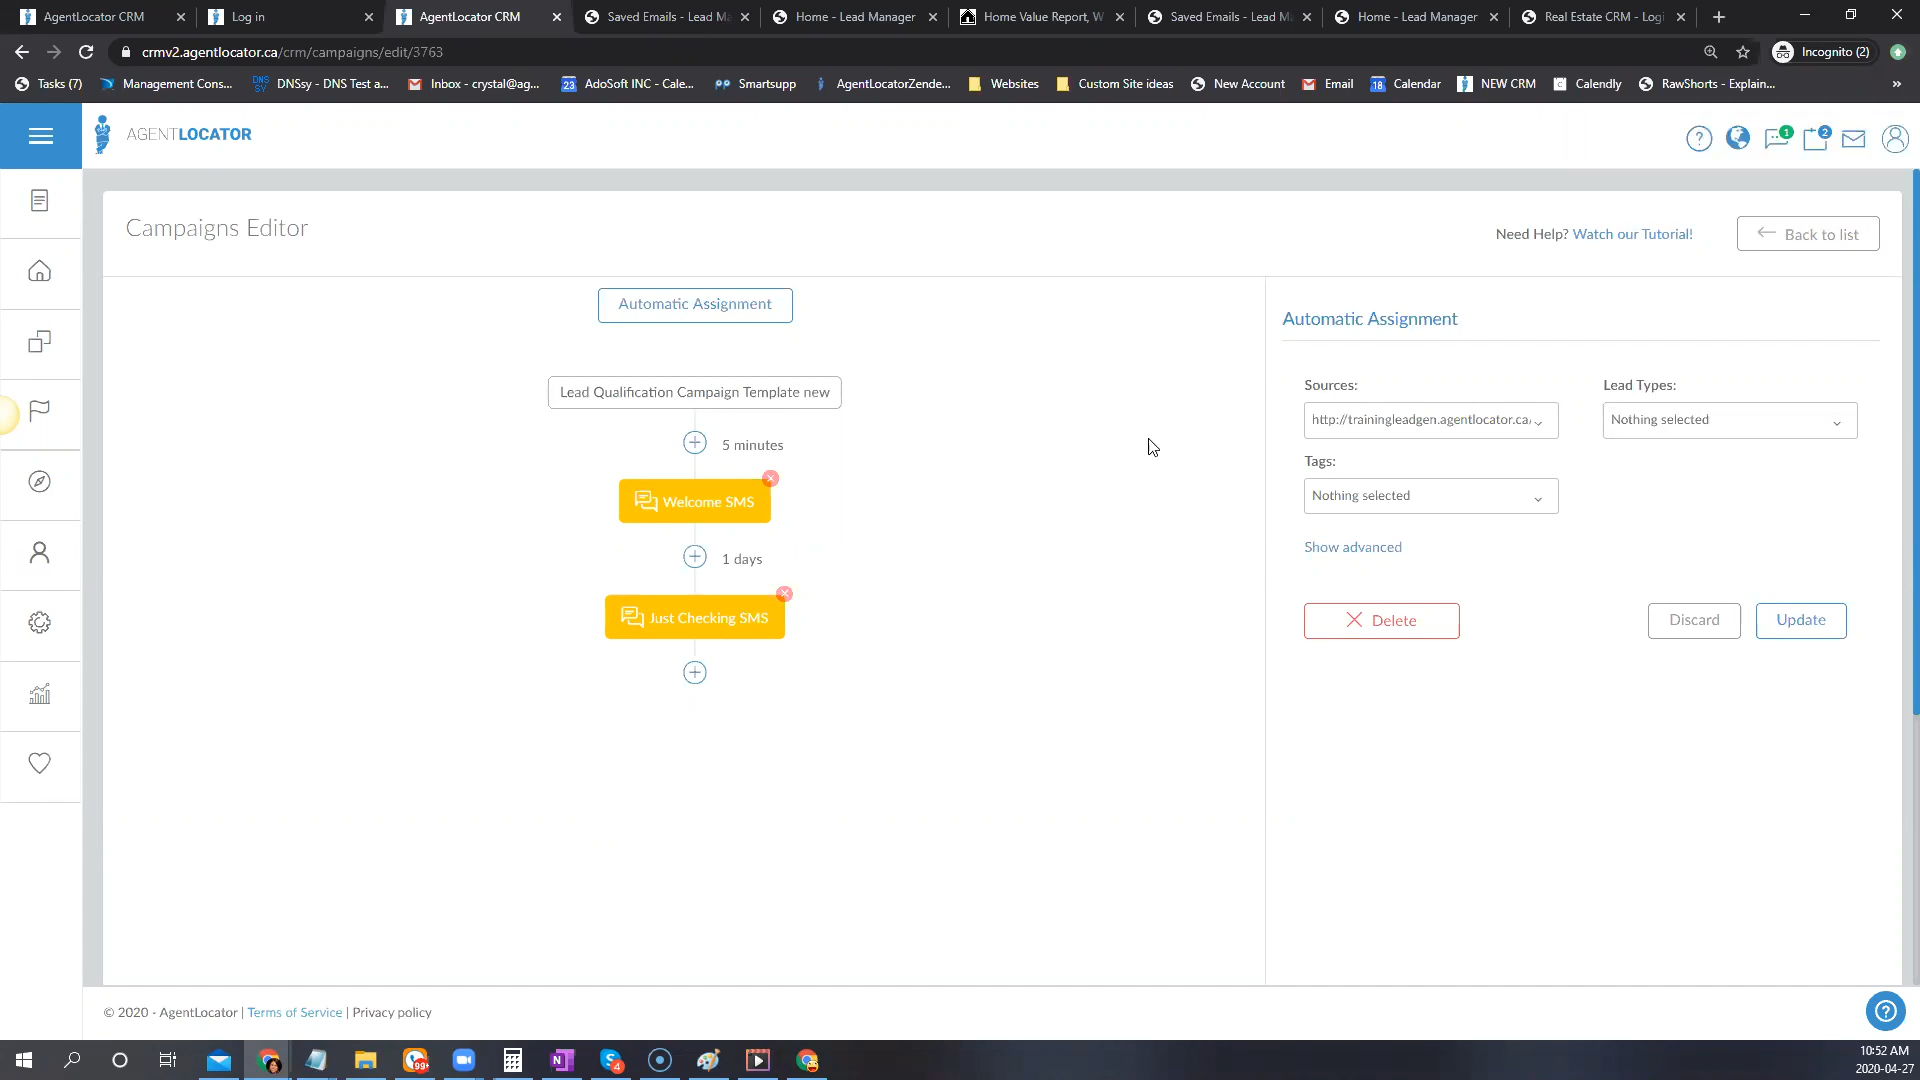 AgentLocator CRM
Log in
AgentLocator CRM
Saved Emails - Lead Ma
Home - Lead Manager
Home Value Report, W
Saved Emails - Lead Ma
Home - Lead Manager
Real Estate CRM - Logi
crmv2.agentlocator.ca/crm/campaigns/edit/3763
Incognito (2)
Tasks (7)
Management Cons...
DNSsy - DNS Test a...
Inbox - crystal@ag...
AdoSoft INC - Cale...
Smartsupp
AgentLocatorZende...
Websites
Custom Site ideas
New Account
Email
Calendar
NEW CRM
Calendly
RawShorts - Explain...
AGENTLOCATOR
1
2
Campaigns Editor
Need Help? Watch our Tutorial!
Back to list
Automatic Assignment
Lead Qualification Campaign Template new
5 minutes
Welcome SMS
1 days
Just Checking SMS
Automatic Assignment
Sources:
Lead Types:
http://trainingleadgen.agentlocator.ca,
Nothing selected
Tags:
Nothing selected
Show advanced
Delete
Discard
Update
© 2020 - AgentLocator | Terms of Service | Privacy policy
99+
4
10:52 AM
2020-04-27